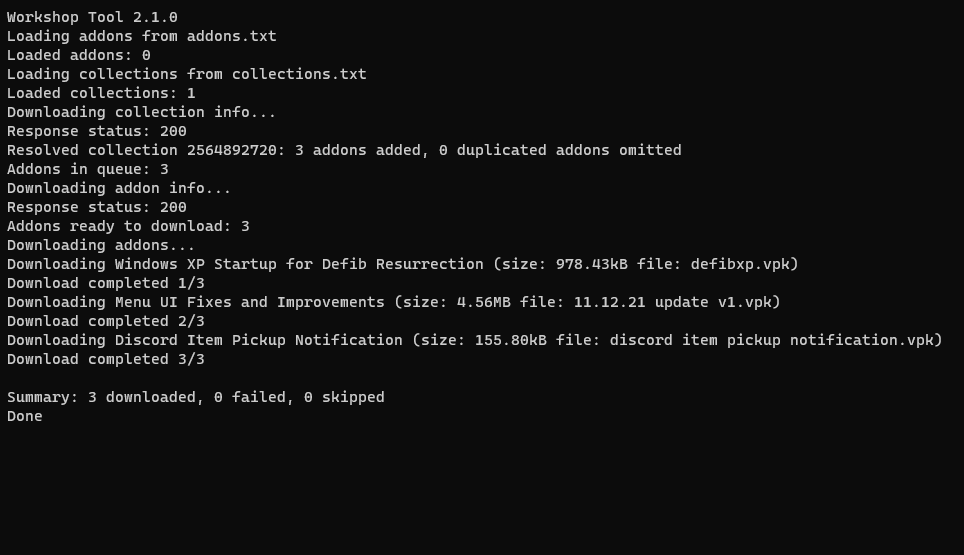 Workshop Tool 2.1.0
Loading addons from addons.txt
Loaded addons: 0
Loading collections from collections.txt
Loaded collections: 1
Downloading collection info...
Response status: 200
Resolved collection 2564892720: 3 addons added, 0 duplicated addons omitted
Addons in queue: 3
Downloading addon info...
Response status: 200
Addons ready to download: 3
Downloading addons...
Downloading Windows XP Startup for Defib Resurrection (size: 978.43kB file: defibxp.vpk)
Download completed 1/3
Downloading Menu UI Fixes and Improvements (size: 4.56MB file: 11.12.21 update v1.vpk)
Download completed 2/3
Downloading Discord Item Pickup Notification (size: 155.80kB file: discord item pickup notification.vpk)
Download completed 3/3

Summary: 3 downloaded, 0 failed, 0 skipped
Done